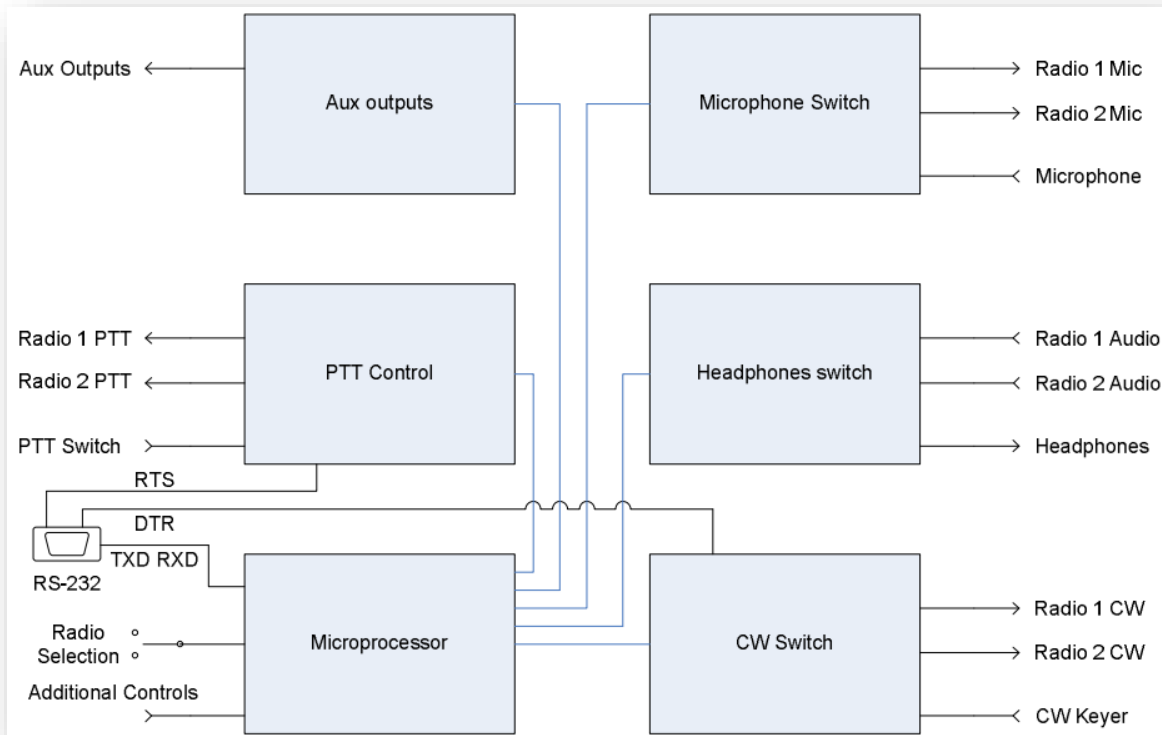 Aux Outputs
Aux outputs
Microphone Switch
Radio 1 Mic
Radio 2 Mic
Microphone
Radio 1 PTT
Radio 2 PTT
PTT Switch
PTT Control
Headphones switch
Radio 1 Audio
Radio 2 Audio
Headphones
RTS
DTR
TXD RXD
RS-232
Radio
Selection
Additional Controls
Microprocessor
CW Switch
Radio 1 CW
Radio 2 CW
CW Keyer